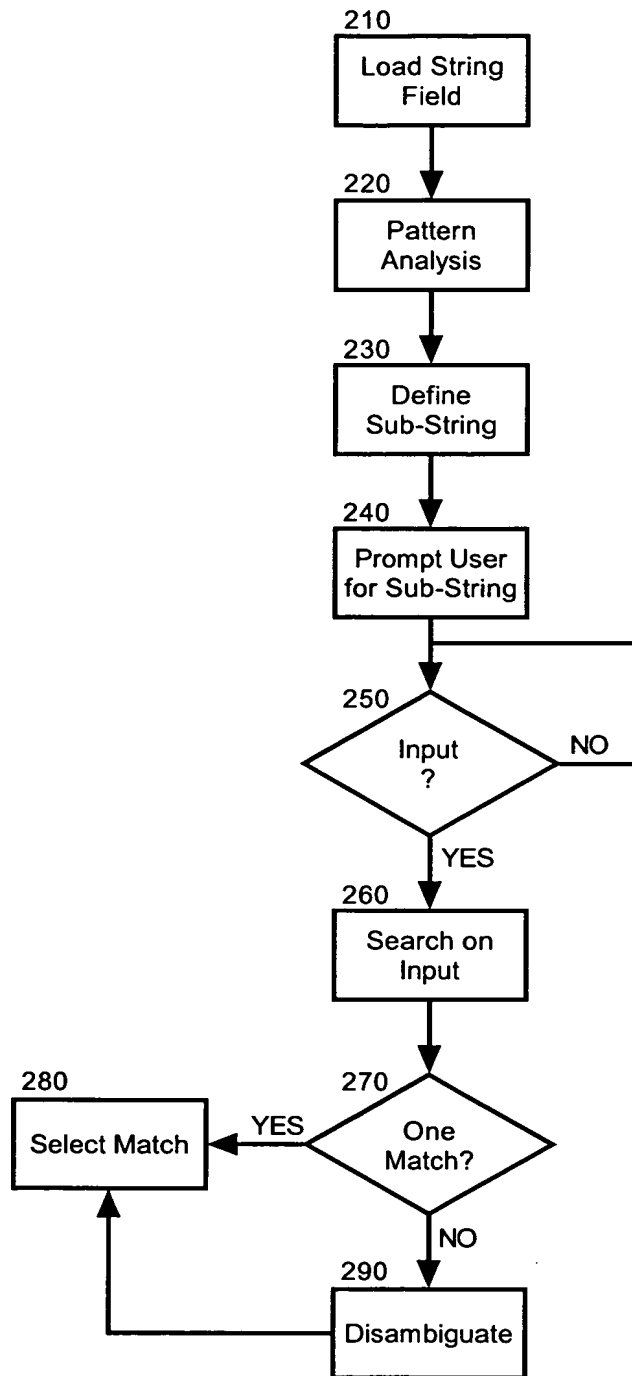 210
Load String
Field
220
Pattern
Analysis
230
Define
Sub-String
240
Prompt User
for Sub-String
250
Input
?
NO
YES
260
Search on
Input
280
270
Select Match
YES
One
Match?
NO
290
Disambiguate